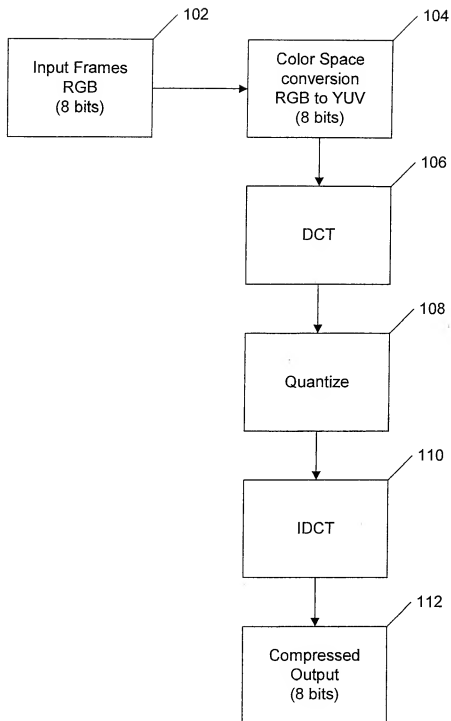 102
Input Frames
RGB
(8 bits)
104
Color Space
conversion
RGB to YUV
(8 bits)
106
DCT
108
Quantize
110
IDCT
112
Compressed
Output
(8 bits)